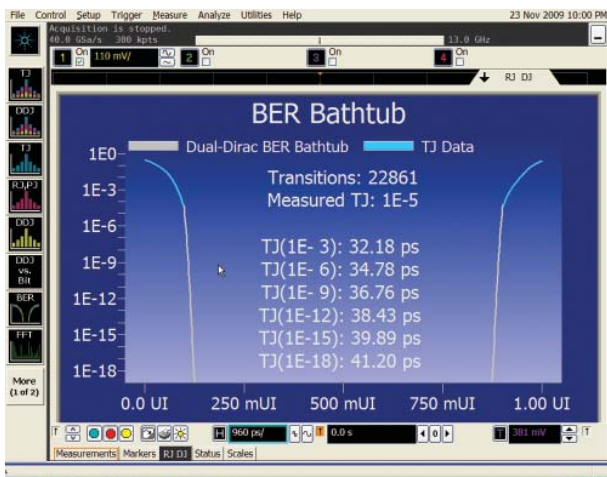 File Control Setup Trigger Measure Analyze Utilities Help 23 Nov 2009 10:00 PM
Acquisition is stopped.
40.0 GSa/s 300 kpts 13.0 GHz
1 On 110 mV/ 2 On 3 On 4 On
RJ DJ
TJ
DDJ
TJ
RJ,PJ
DDJ
DDJ
vs.
Bit
BER
FFT
More
(1 of 2)
BER Bathtub
Dual-Dirac BER Bathtub TJ Data
Transitions: 22861
Measured TJ: 1E-5
TJ(1E- 3): 32.18 ps
TJ(1E- 6): 34.78 ps
TJ(1E- 9): 36.76 ps
TJ(1E-12): 38.43 ps
TJ(1E-15): 39.89 ps
TJ(1E-18): 41.20 ps
1E0
1E-3
1E-6
1E-9
1E-12
1E-15
1E-18
0.0 UI 250 mUI 500 mUI 750 mUI 1.00 UI
T H 960 ps/ T 0.0 s 0 T 381 mV T
Measurements Markers RJ DJ Status Scales